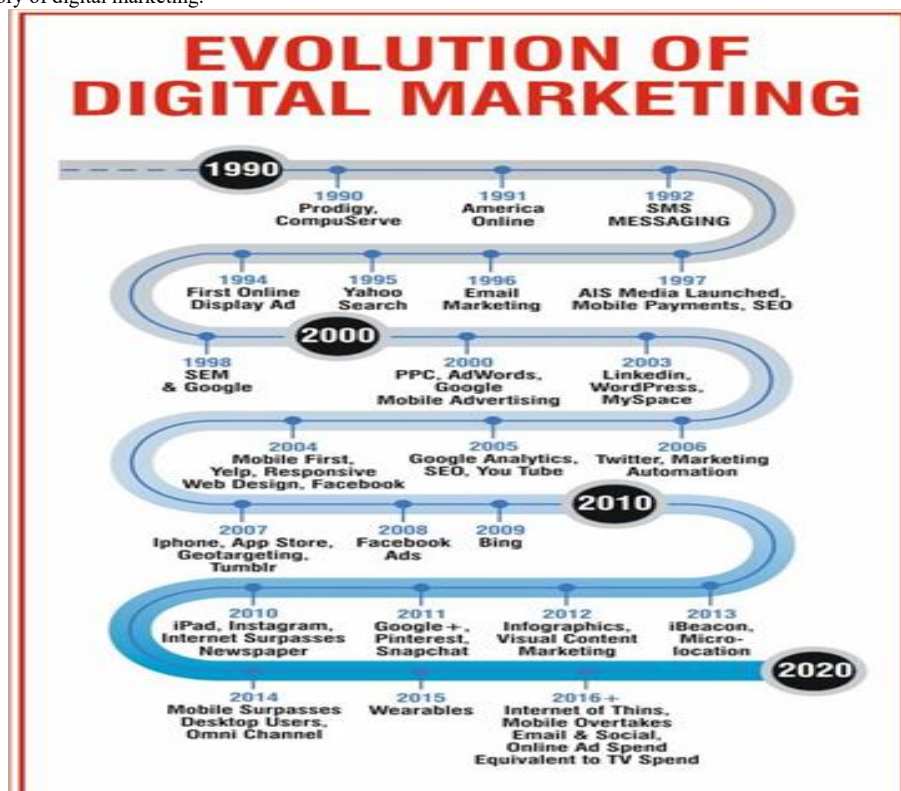 ory of digital marketing.
EVOLUTION OF
DIGITAL MARKETING
1990
1990
Prodigy,
CompuServe
1991
America
Online
1992
SMS
MESSAGING
1994
First Online
Display Ad
1995
Yahoo
Search
1996
Email
Marketing
1997
AIS Media Launched,
Mobile Payments, SEO
2000
1998
SEM
& Google
2000
PPC, AdWords,
Google
Mobile Advertising
2003
Linkedin,
WordPress,
MySpace
2004
Mobile First,
Yelp, Responsive
Web Design, Facebook
2005
Google Analytics,
SEO, You Tube
2006
Twitter, Marketing
Automation
2010
2007
Iphone, App Store,
Geotargeting,
Tumblr
2008
Facebook
Ads
2009
Bing
2010
iPad, Instagram,
Internet Surpasses
Newspaper
2011
Google+,
Pinterest,
Snapchat
2012
Infographics,
Visual Content
Marketing
2013
iBeacon,
Micro-
location
2020
2014
Mobile Surpasses
Desktop Users,
Omni Channel
2015
Wearables
2016+
Internet of Thins,
Mobile Overtakes
Email & Social,
Online Ad Spend
Equivalent to TV Spend